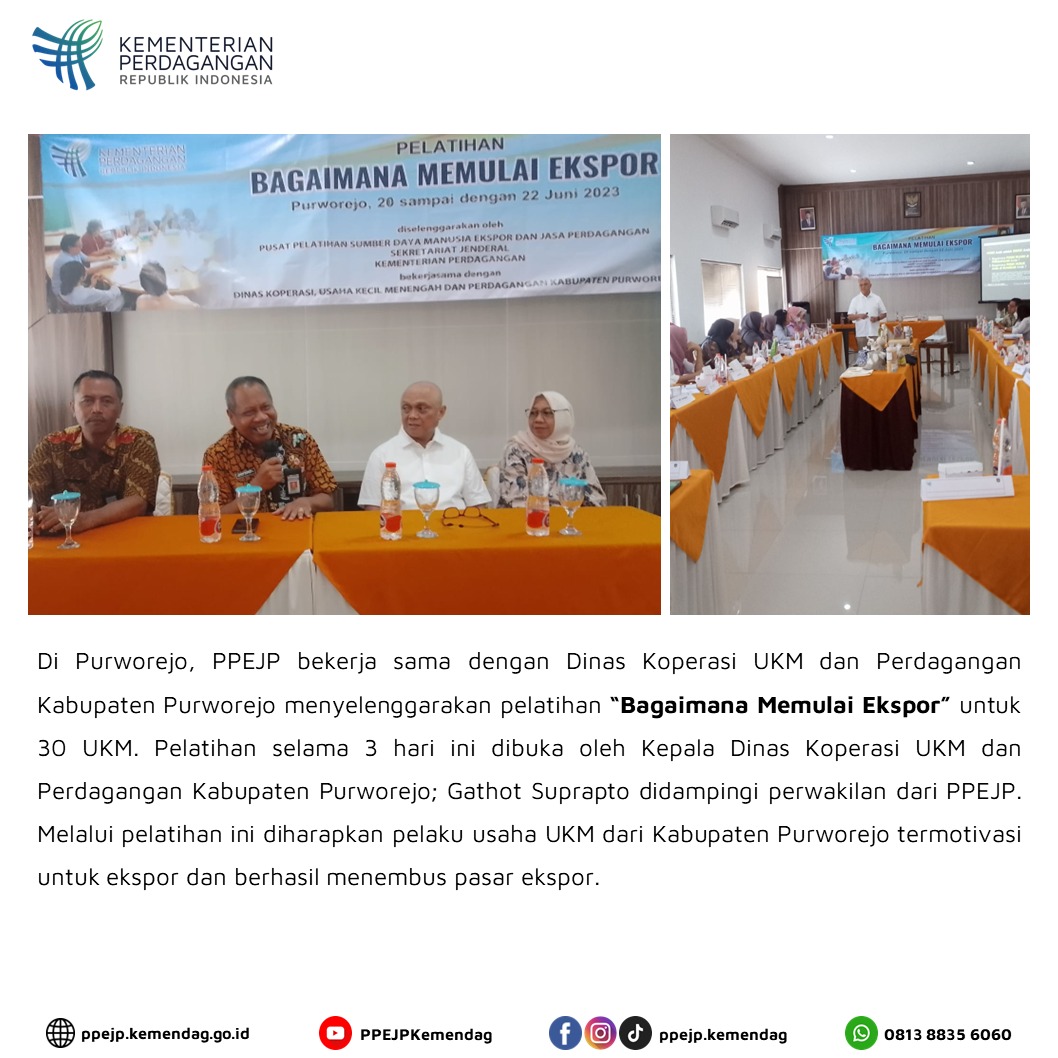 KEMENTERIAN
PERDAGANGAN
REPUBLIK INDONESIA
KEMENTERIAN
PERDAGANGAN
REPUBLIK INDONESIA
PELATIHAN
BAGAIMANA MEMULAI EKSPOR
Purworejo, 20 sampai dengan 22 Juni 2023
diselenggarakan oleh
PUSAT PELATIHAN SUMBER DAYA MANUSIA EKSPOR DAN JASA PERDAGANGAN
SEKRETARIAT JENDERAL
KEMENTERIAN PERDAGANGAN
bekerjasama dengan
DINAS KOPERASI, USAHA KECIL MENENGAH DAN PERDAGANGAN KABUPATEN PURWORE
PELATIHAN
BAGAIMANA MEMULAI EKSPOR
Di Purworejo, PPEJP bekerja sama dengan Dinas Koperasi UKM dan Perdagangan
Kabupaten Purworejo menyelenggarakan pelatihan “Bagaimana Memulai Ekspor” untuk
30 UKM. Pelatihan selama 3 hari ini dibuka oleh Kepala Dinas Koperasi UKM dan
Perdagangan Kabupaten Purworejo; Gathot Suprapto didampingi perwakilan dari PPEJP.
Melalui pelatihan ini diharapkan pelaku usaha UKM dari Kabupaten Purworejo termotivasi
untuk ekspor dan berhasil menembus pasar ekspor.
ppejp.kemendag.go.id
PPEJPKemendag
ppejp.kemendag
0813 8835 6060